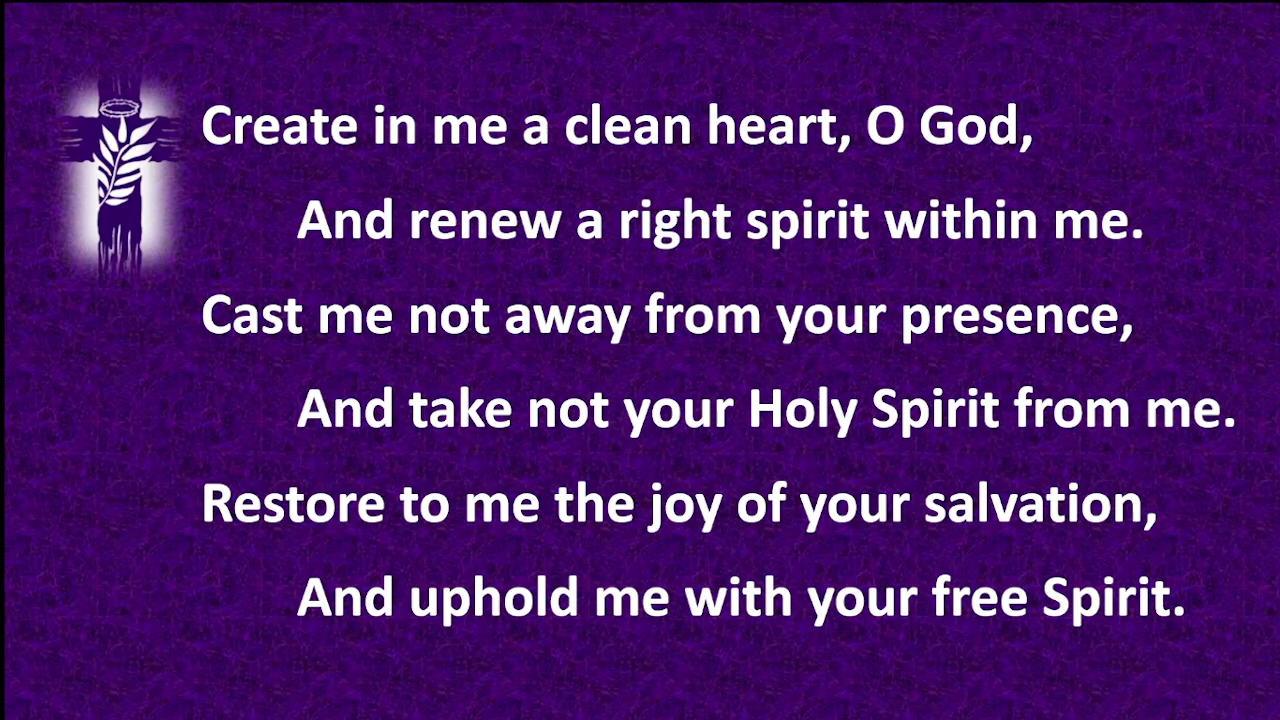 Create in me a clean heart, O God,
And renew a right spirit within me.
Cast me not away from your presence,
And take not your Holy Spirit from me.
Restore to me the joy of your salvation,
And uphold me with your free Spirit.